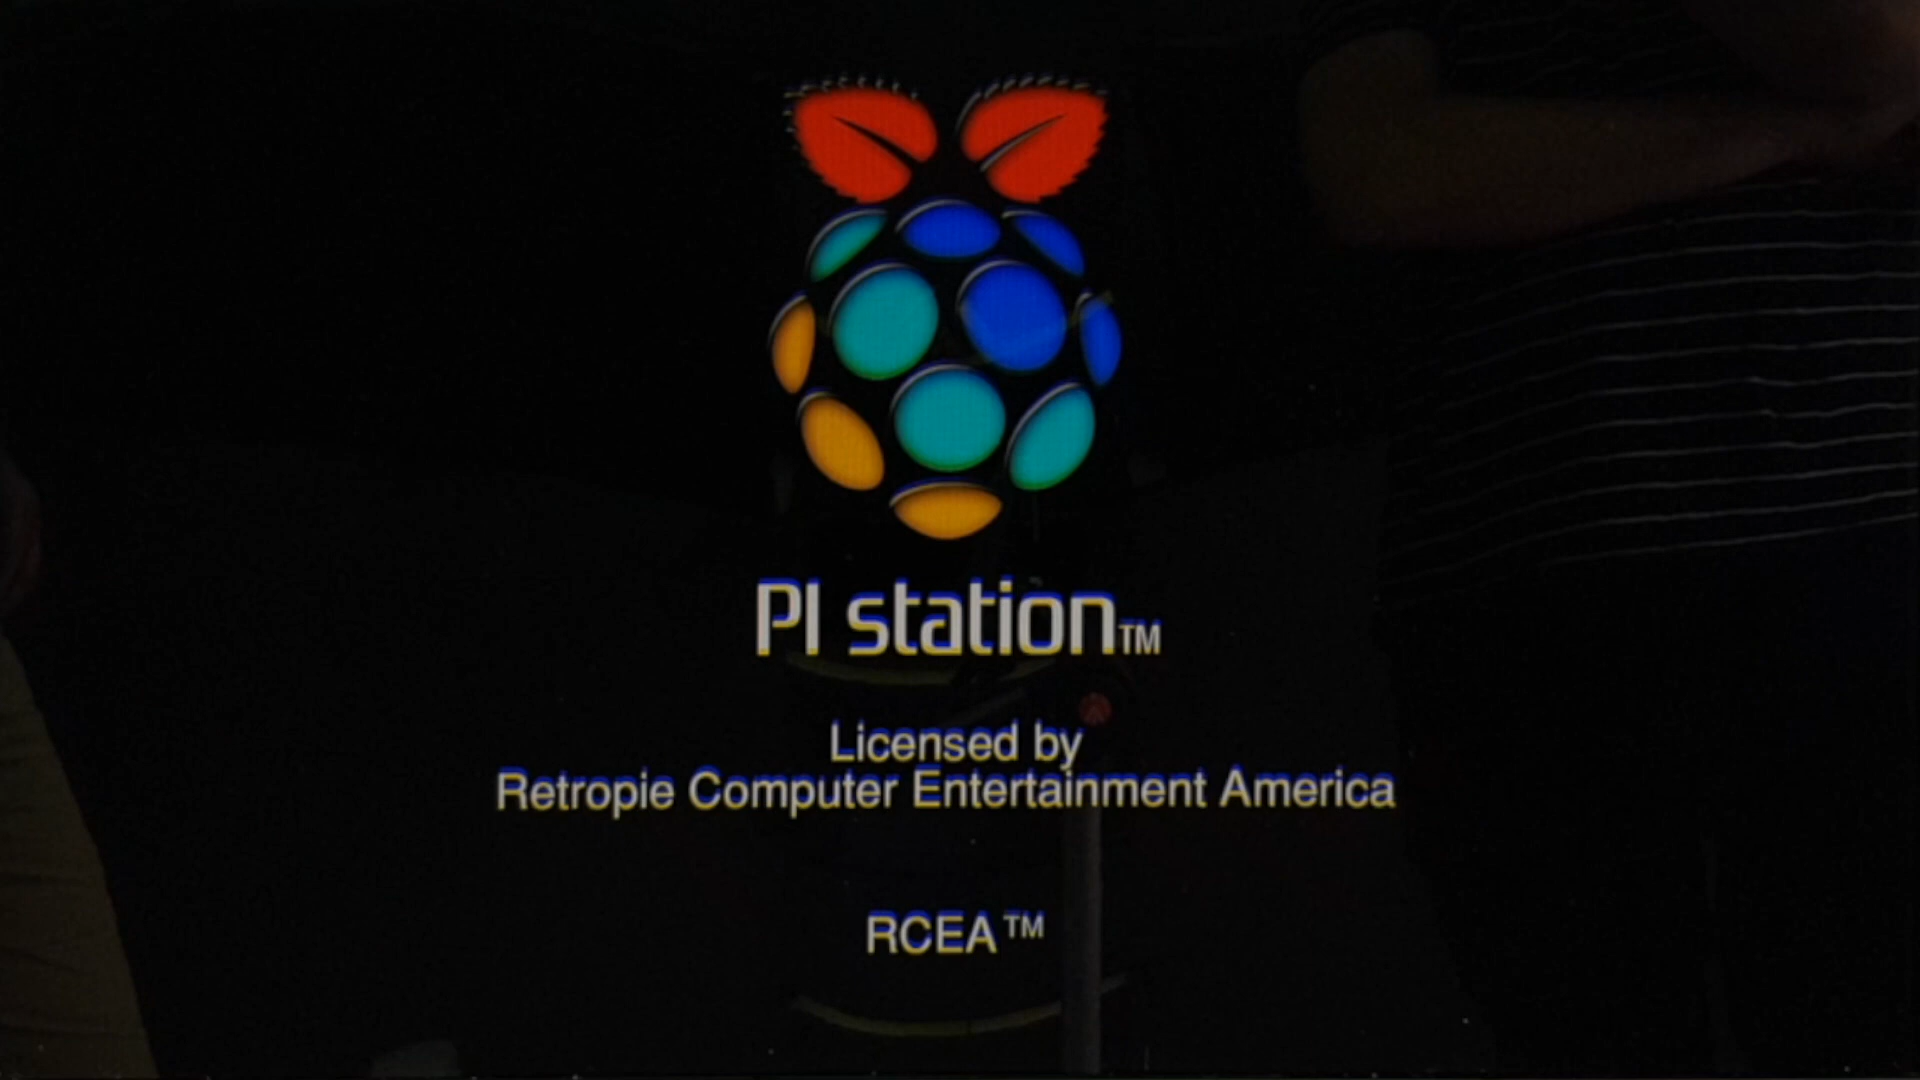 PI station™
Licensed by
Retropie Computer Entertainment America
RCEA™